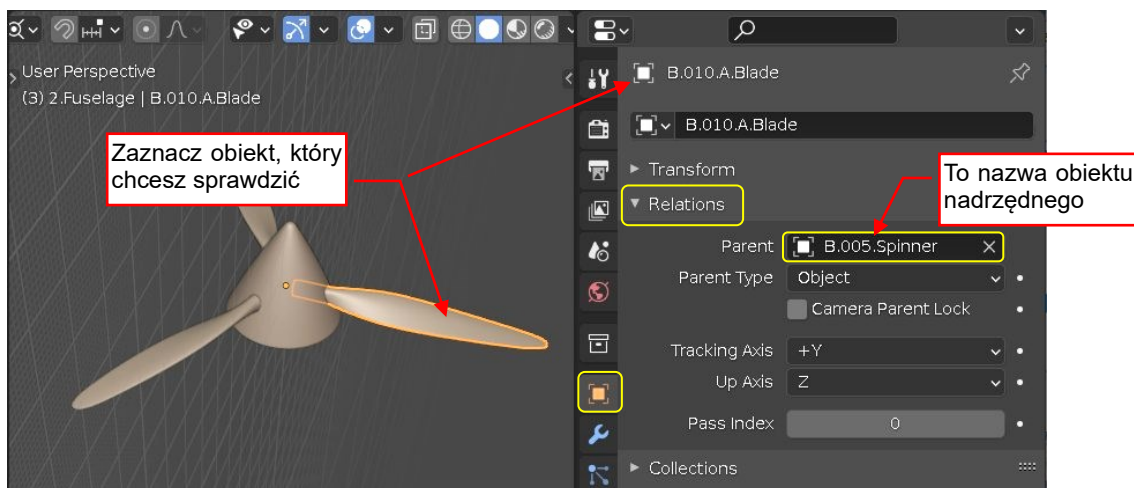 User Perspective
(3) 2.Fuselage | B.010.A.Blade
Zaznacz obiekt, który
chcesz sprawdzić
B.010.A.Blade
B.010.A.Blade
Transform
To nazwa obiektu
nadrzędnego
Relations
Parent B.005.Spinner
Parent Type Object
Camera Parent Lock
Tracking Axis +Y
Up Axis Z
Pass Index 0
Collections